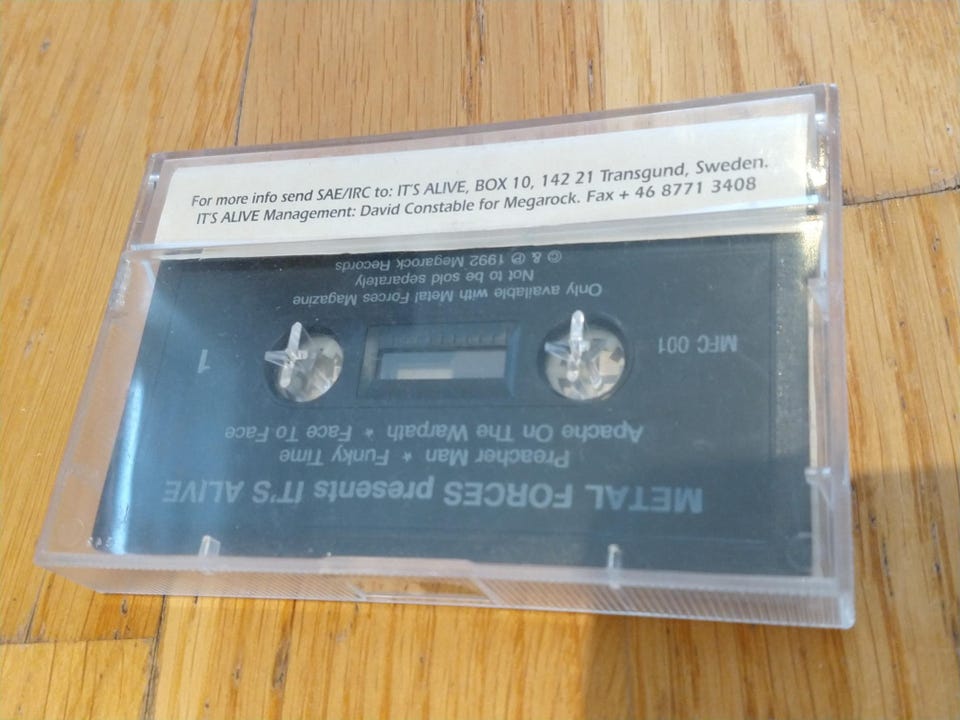 For more info send SAE/IRC to: IT'S ALIVE, BOX 10, 142 21 Transgund, Sweden.
IT'S ALIVE Management: David Constable for Megarock. Fax + 46 8771 3408
METAL FORCES presents IT'S ALIVE
Preacher Man * Funky Time
Apache On The Warpath * Face To Face
MFC 001
1
Only available with Metal Forces Magazine
Not to be sold separately
© & ℗ 1992 Megarock Records